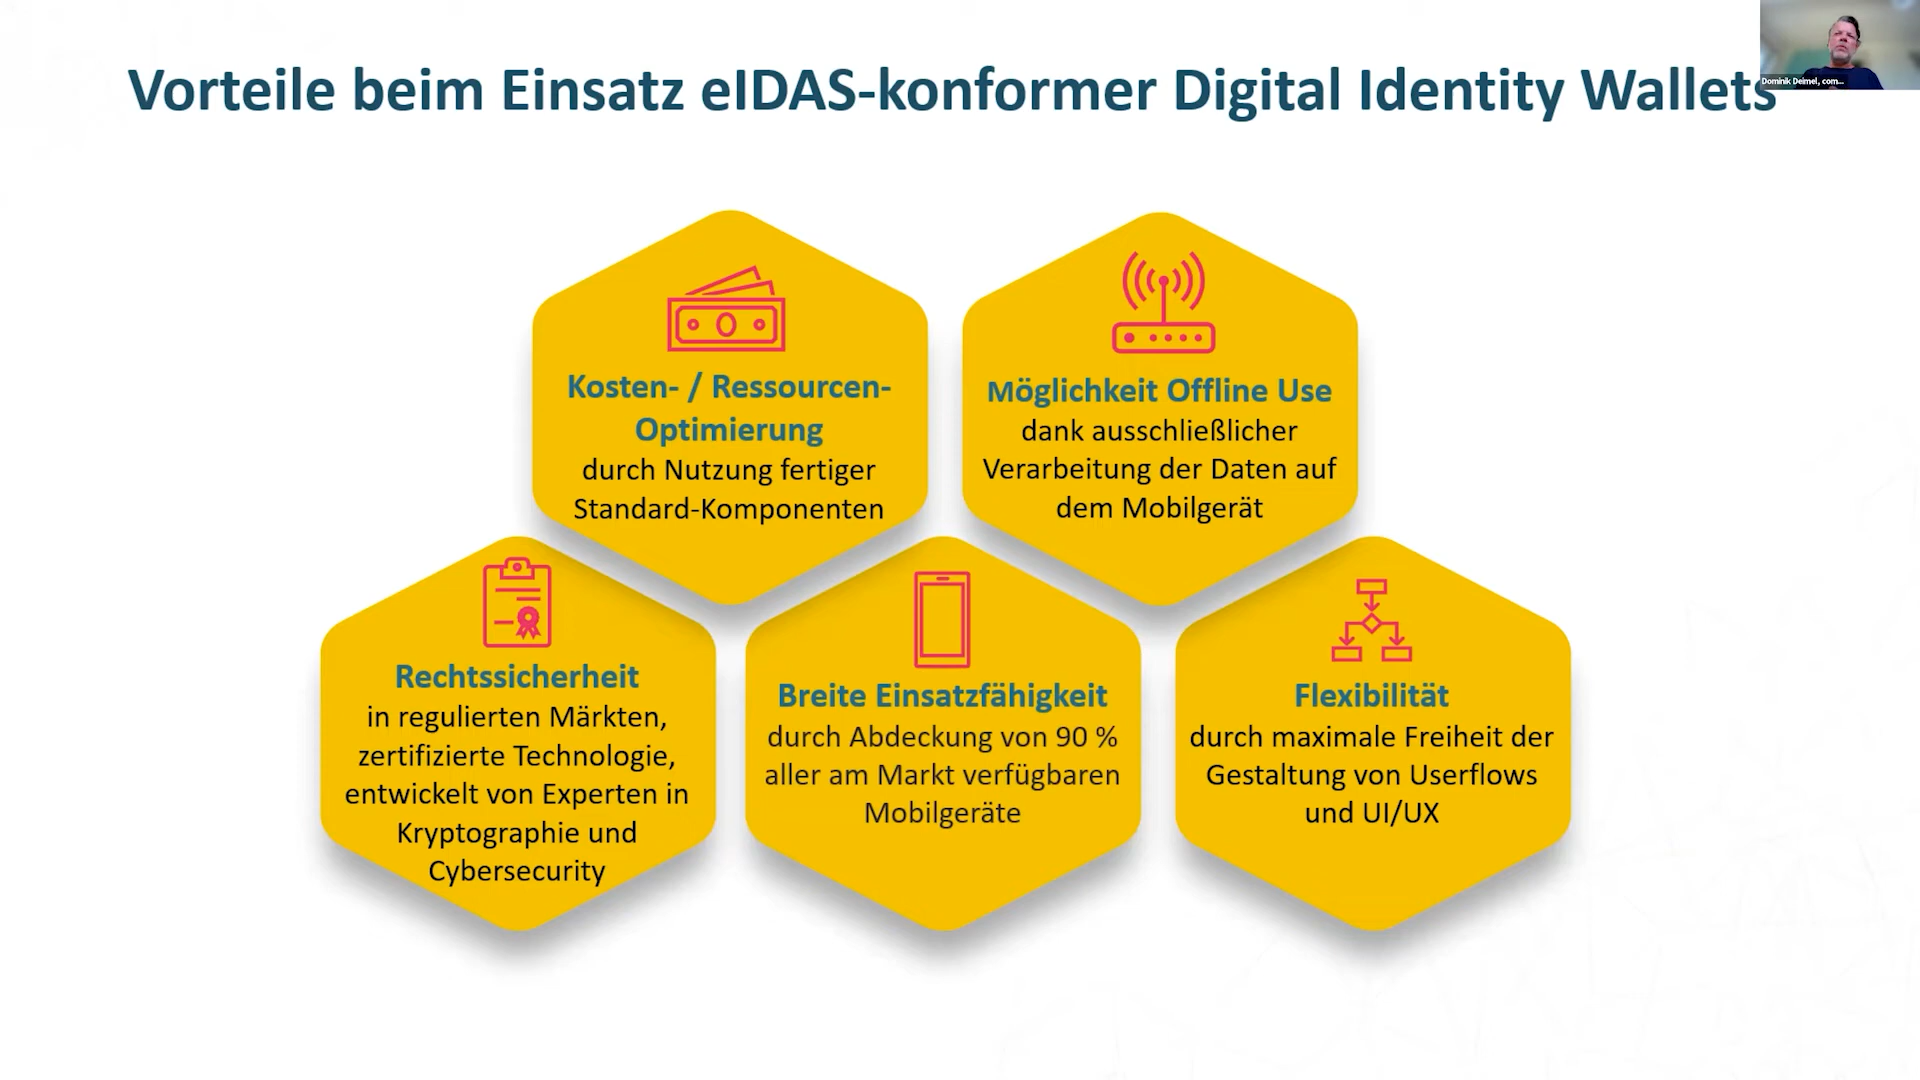 Vorteile beim Einsatz eIDAS-konformer Digital Identity Wallets
Dominik Deimel, com...
Kosten- / Ressourcen-
Optimierung
durch Nutzung fertiger
Standard-Komponenten
Möglichkeit Offline Use
dank ausschließlicher
Verarbeitung der Daten auf
dem Mobilgerät
Rechtssicherheit
in regulierten Märkten,
zertifizierte Technologie,
entwickelt von Experten in
Kryptographie und
Cybersecurity
Breite Einsatzfähigkeit
durch Abdeckung von 90 %
aller am Markt verfügbaren
Mobilgeräte
Flexibilität
durch maximale Freiheit der
Gestaltung von Userflows
und UI/UX